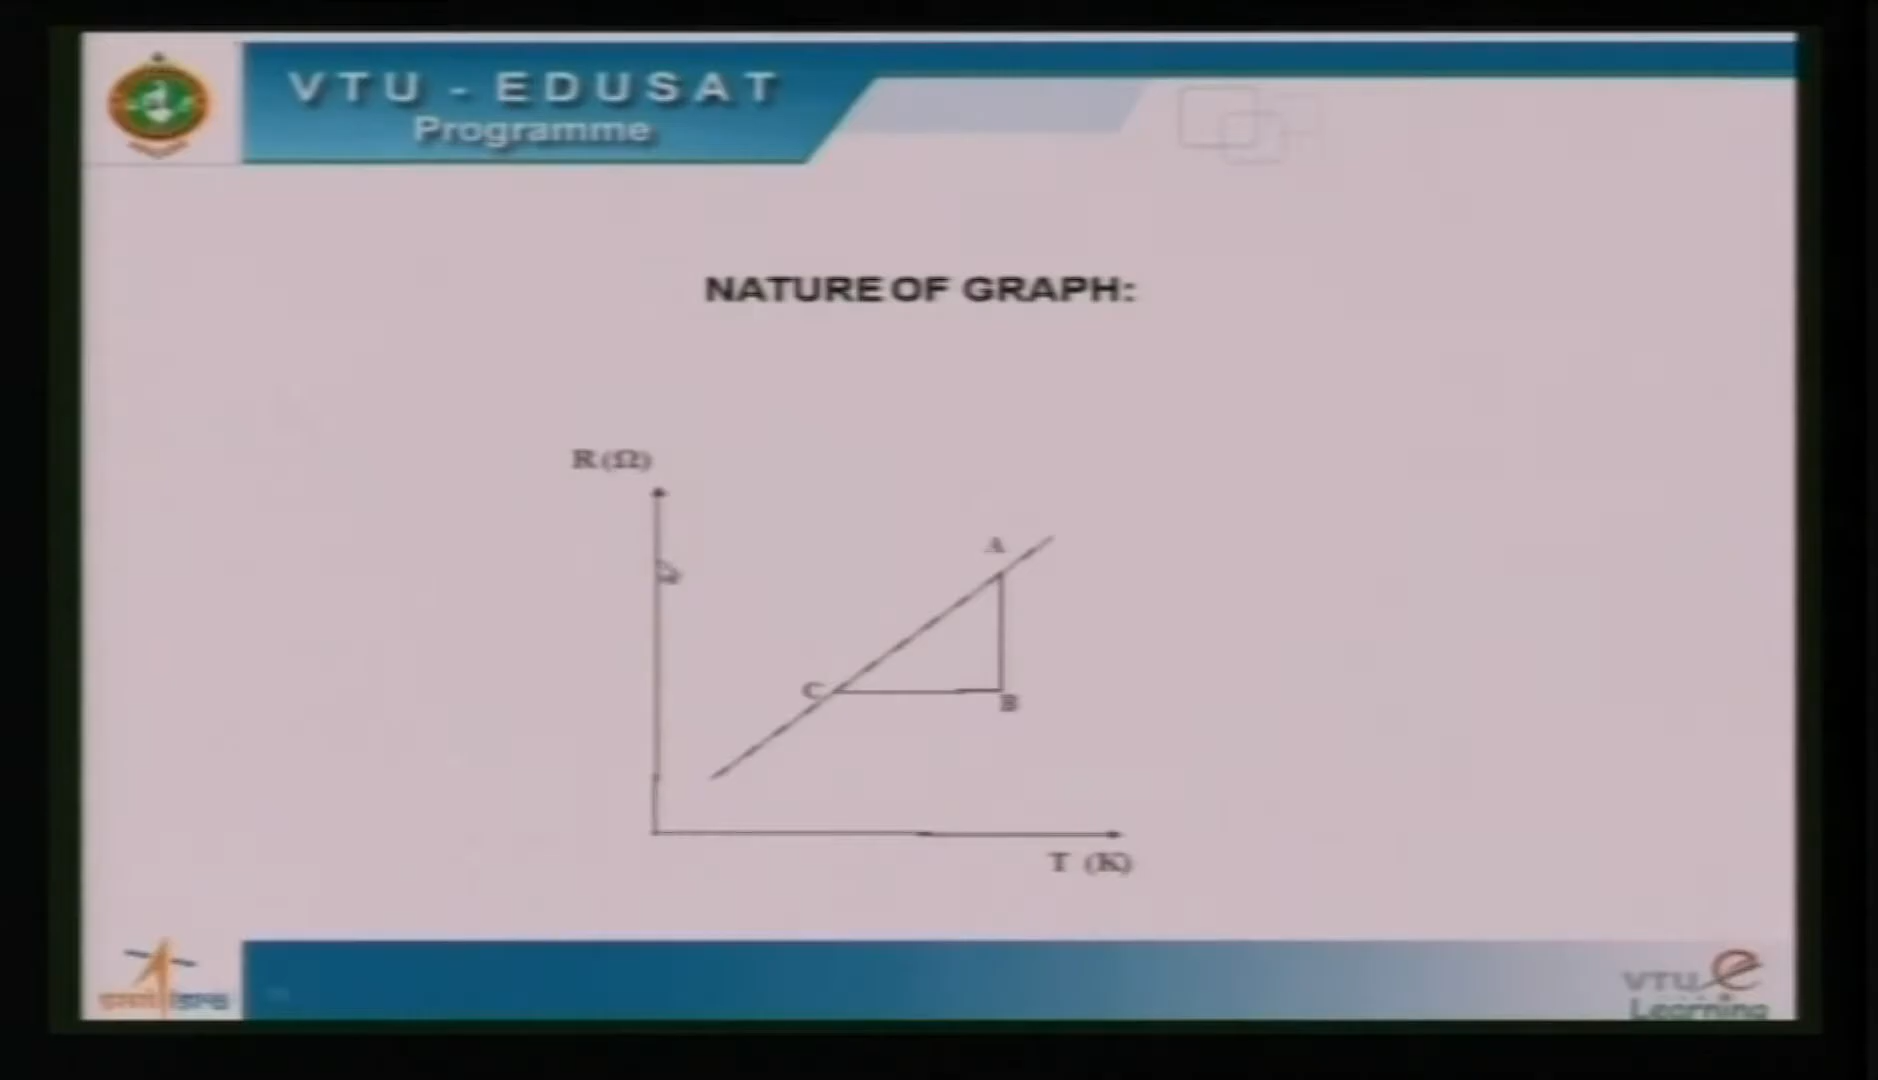 VTU - EDUSAT
Programme
NATURE OF GRAPH:
R (Ω)
A
C
B
T (K)
VTU e
Learning